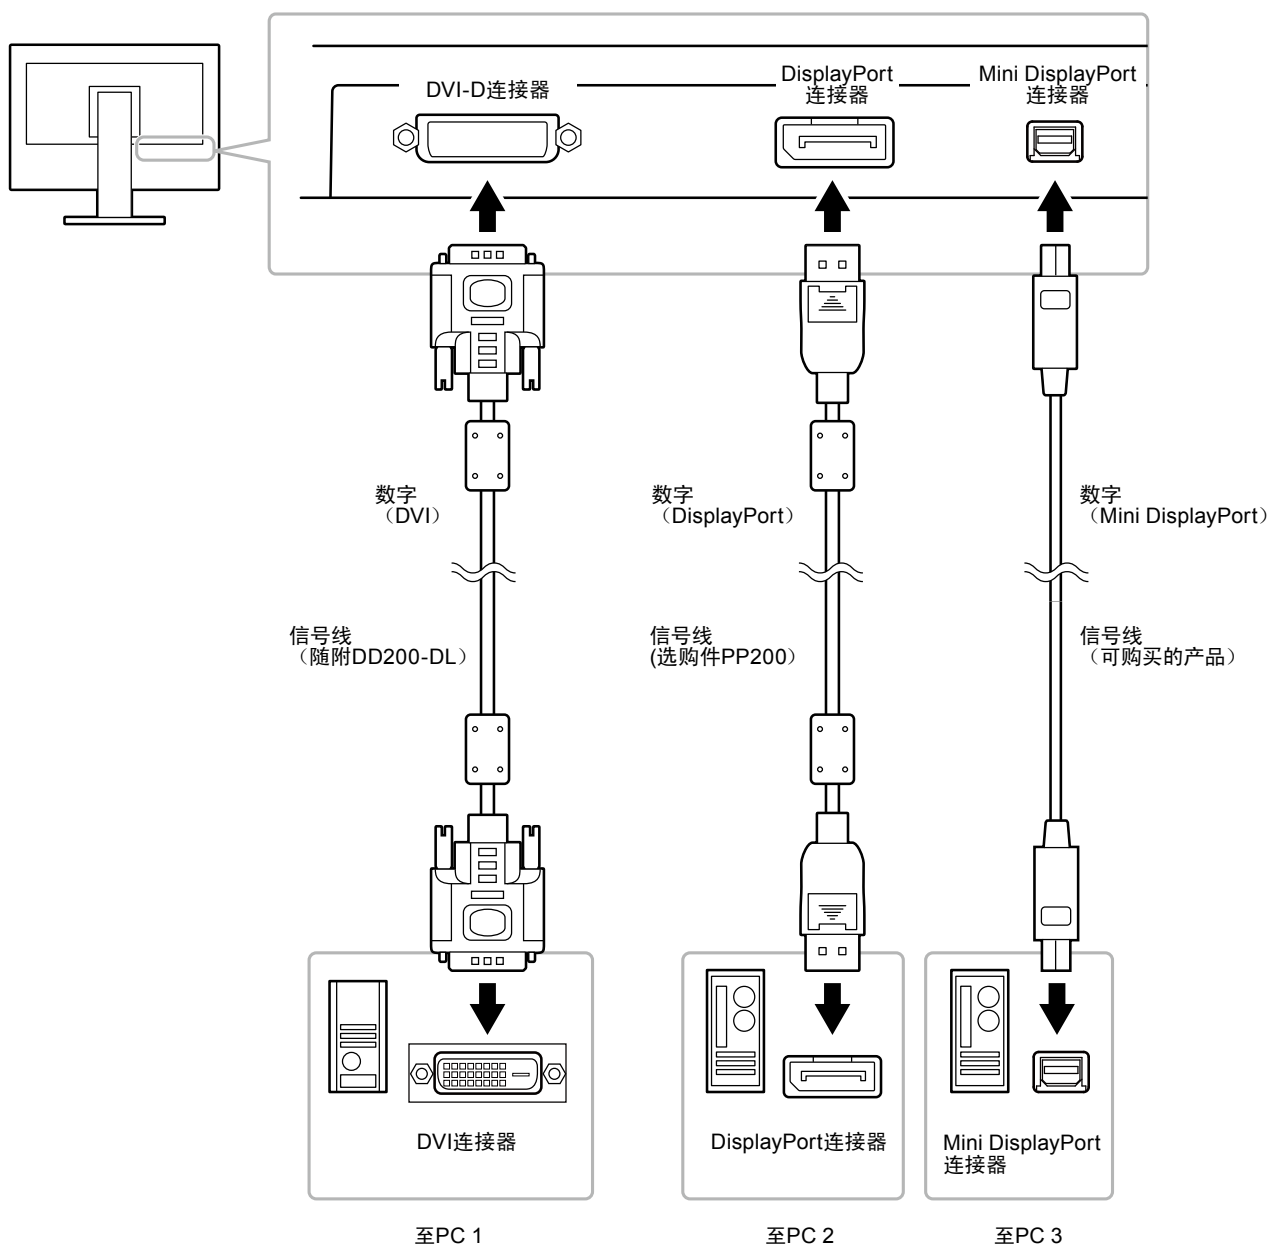 DVI-D连接器
DisplayPort
连接器
Mini DisplayPort
连接器
数字
（DVI）
数字
（DisplayPort）
数字
（Mini DisplayPort）
信号线
（随附DD200-DL）
信号线
(选购件PP200）
信号线
（可购买的产品）
DVI连接器
DisplayPort连接器
Mini DisplayPort
连接器
至PC 1
至PC 2
至PC 3